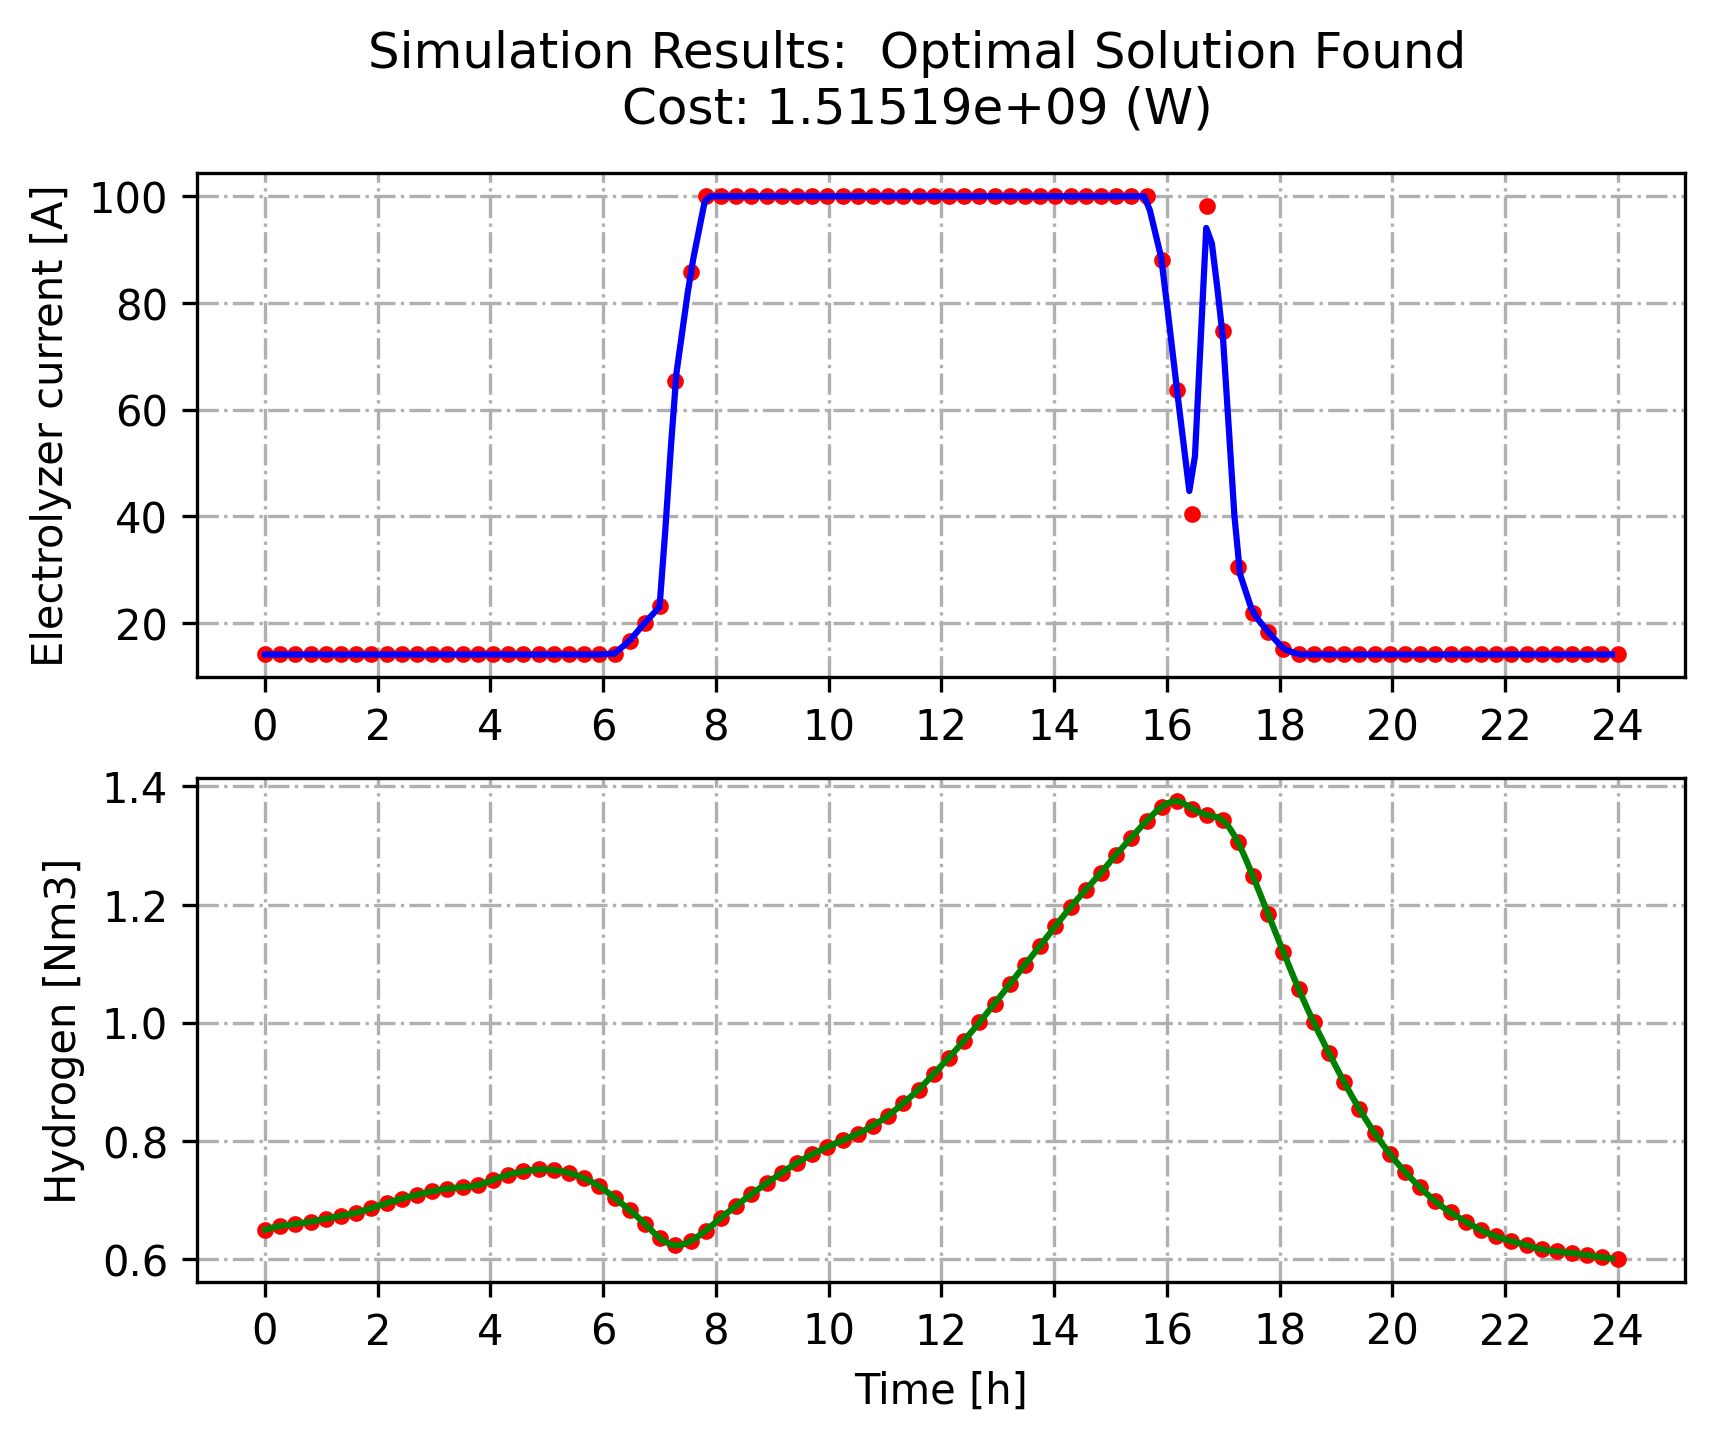 Simulation Results:  Optimal Solution Found
Cost: 1.51519e+09 (W)
Electrolyzer current [A]
100
80
60
40
20
0 2 4 6 8 10 12 14 16 18 20 22 24
Hydrogen [Nm3]
1.4
1.2
1.0
0.8
0.6
0 2 4 6 8 10 12 14 16 18 20 22 24
Time [h]